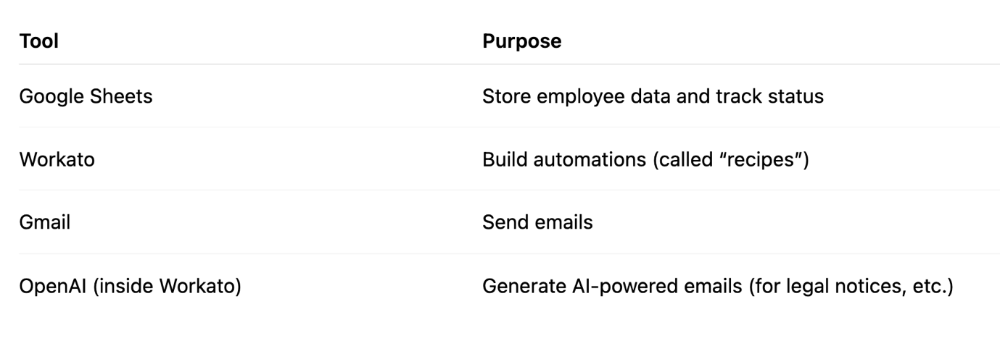 Tool Purpose
Google Sheets Store employee data and track status
Workato Build automations (called “recipes”)
Gmail Send emails
OpenAI (inside Workato) Generate AI-powered emails (for legal notices, etc.)